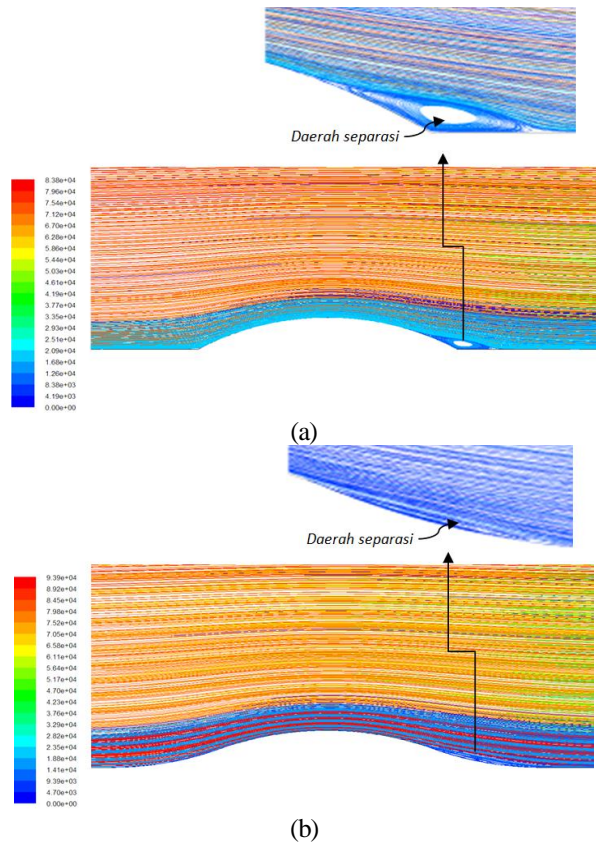 Daerah separasi
8.38e+04
7.96e+04
7.54e+04
7.12e+04
6.70e+04
6.28e+04
5.86e+04
5.44e+04
5.03e+04
4.61e+04
4.19e+04
3.77e+04
3.35e+04
2.93e+04
2.51e+04
2.09e+04
1.68e+04
1.26e+04
8.38e+03
4.19e+03
0.00e+00
(a)
Daerah separasi
9.39e+04
8.92e+04
8.45e+04
7.98e+04
7.52e+04
7.05e+04
6.58e+04
6.11e+04
5.64e+04
5.17e+04
4.70e+04
4.23e+04
3.76e+04
3.29e+04
2.82e+04
2.35e+04
1.88e+04
1.41e+04
9.39e+03
4.70e+03
0.00e+00
(b)